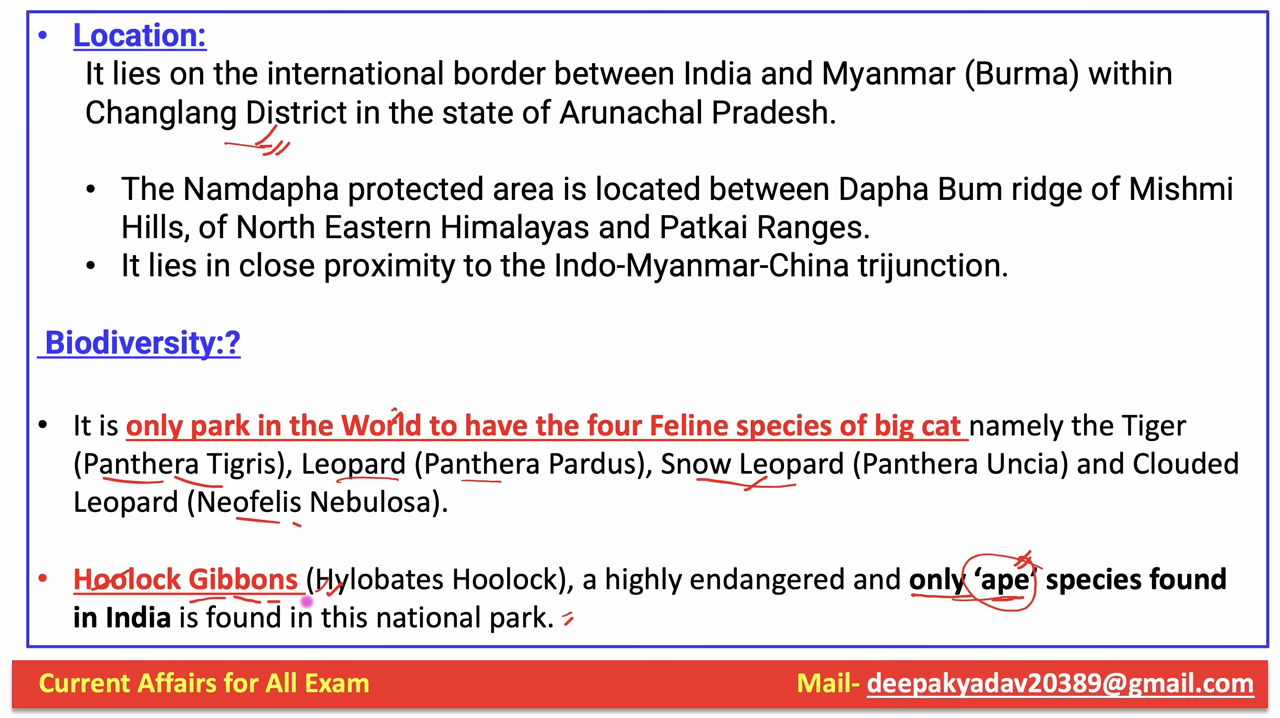 • Location:
It lies on the international border between India and Myanmar (Burma) within
Changlang District in the state of Arunachal Pradesh.
• The Namdapha protected area is located between Dapha Bum ridge of Mishmi
Hills, of North Eastern Himalayas and Patkai Ranges.
• It lies in close proximity to the Indo-Myanmar-China trijunction.
Biodiversity:?
• It is only park in the World to have the four Feline species of big cat namely the Tiger
(Panthera Tigris), Leopard (Panthera Pardus), Snow Leopard (Panthera Uncia) and Clouded
Leopard (Neofelis Nebulosa).
• Hoolock Gibbons (Hylobates Hoolock), a highly endangered and only ‘ape‘ species found
in India is found in this national park.
Current Affairs for All Exam
Mail- deepakyadav20389@gmail.com